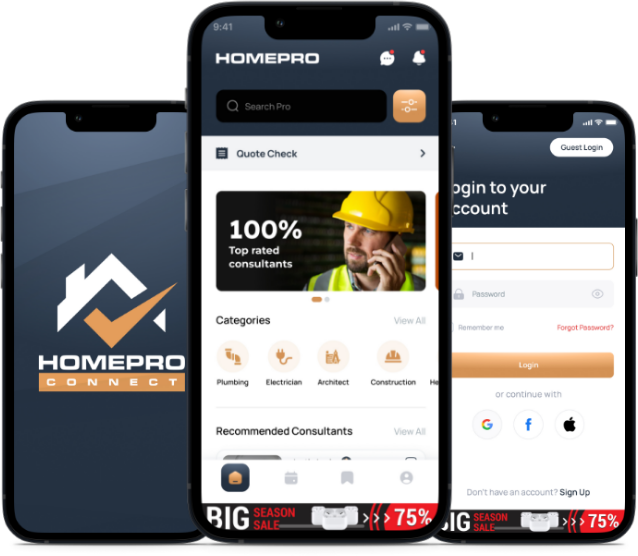 HOMEPRO
CONNECT
9:41
HOMEPRO
Search Pro
Quote Check
100%
Top rated
consultants
Categories
View All
Plumbing
Electrician
Architect
Construction
He
Recommended Consultants
View All
BIG SEASON SALE 75%
Guest Login
ogin to your
ccount
Password
Remember me
Forgot Password?
Login
or continue with
G
f
Don't have an account? Sign Up
BIG SEASON SALE 75%